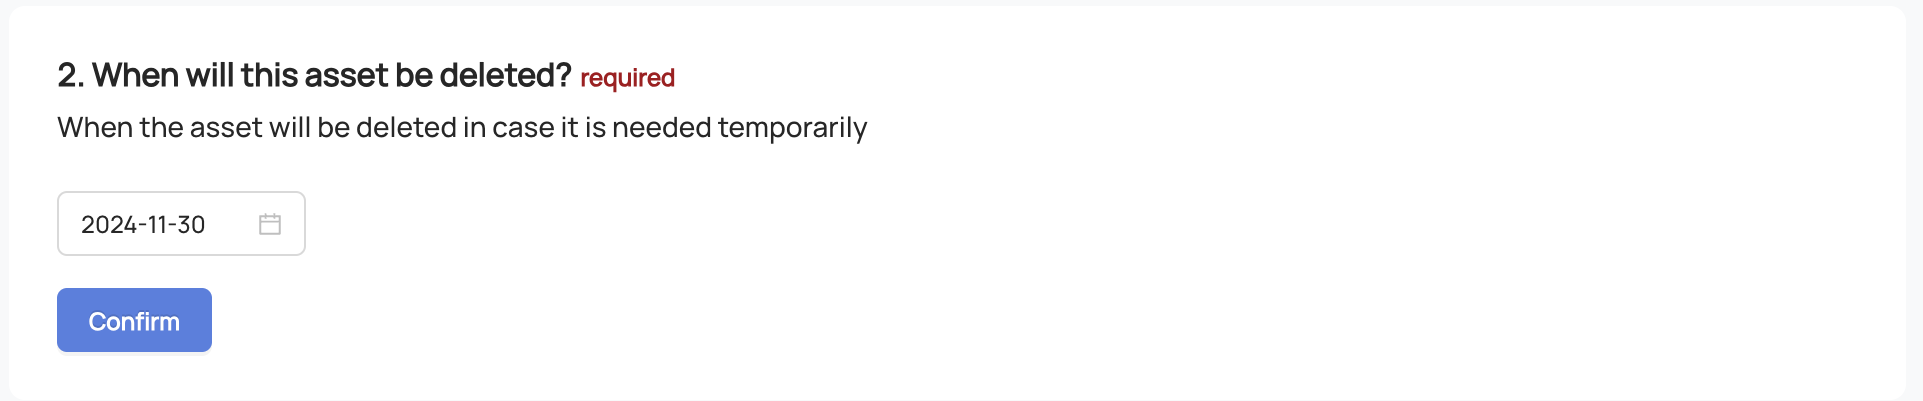 2. When will this asset be deleted? required
When the asset will be deleted in case it is needed temporarily
2024-11-30
Confirm